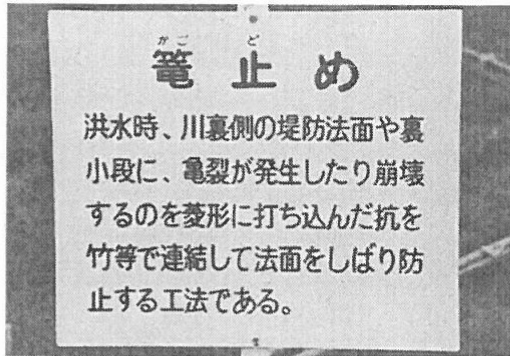 かご ど
篭止め
洪水時、川裏側の堤防法面や裏
小段に、亀裂が発生したり崩壊
するのを菱形に打ち込んだ抗を
竹等で連結して法面をしばり防
止する工法である。